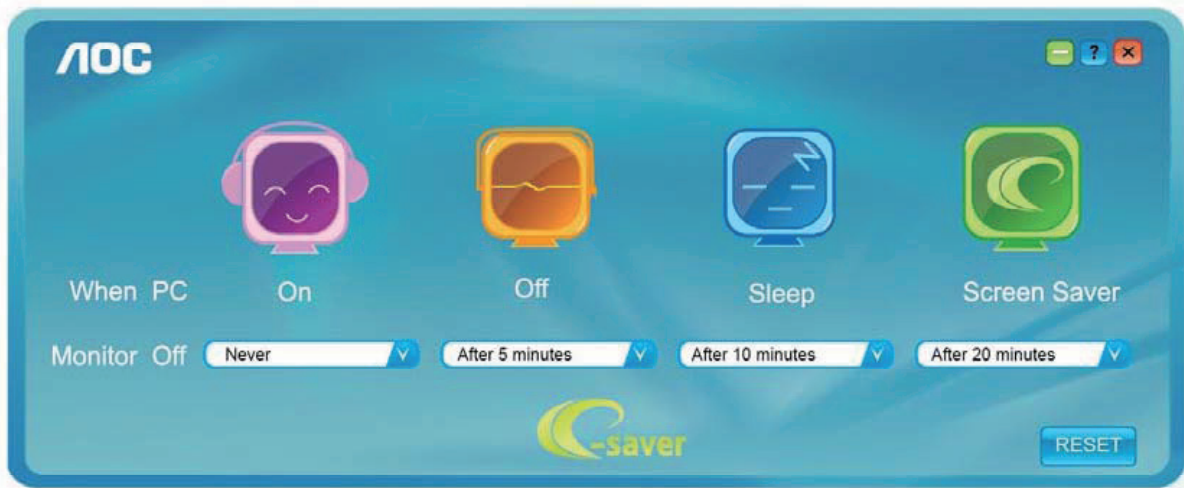 AOC
?
When PC On Off Sleep Screen Saver
Monitor Off Never After 5 minutes After 10 minutes After 20 minutes
e-saver
RESET